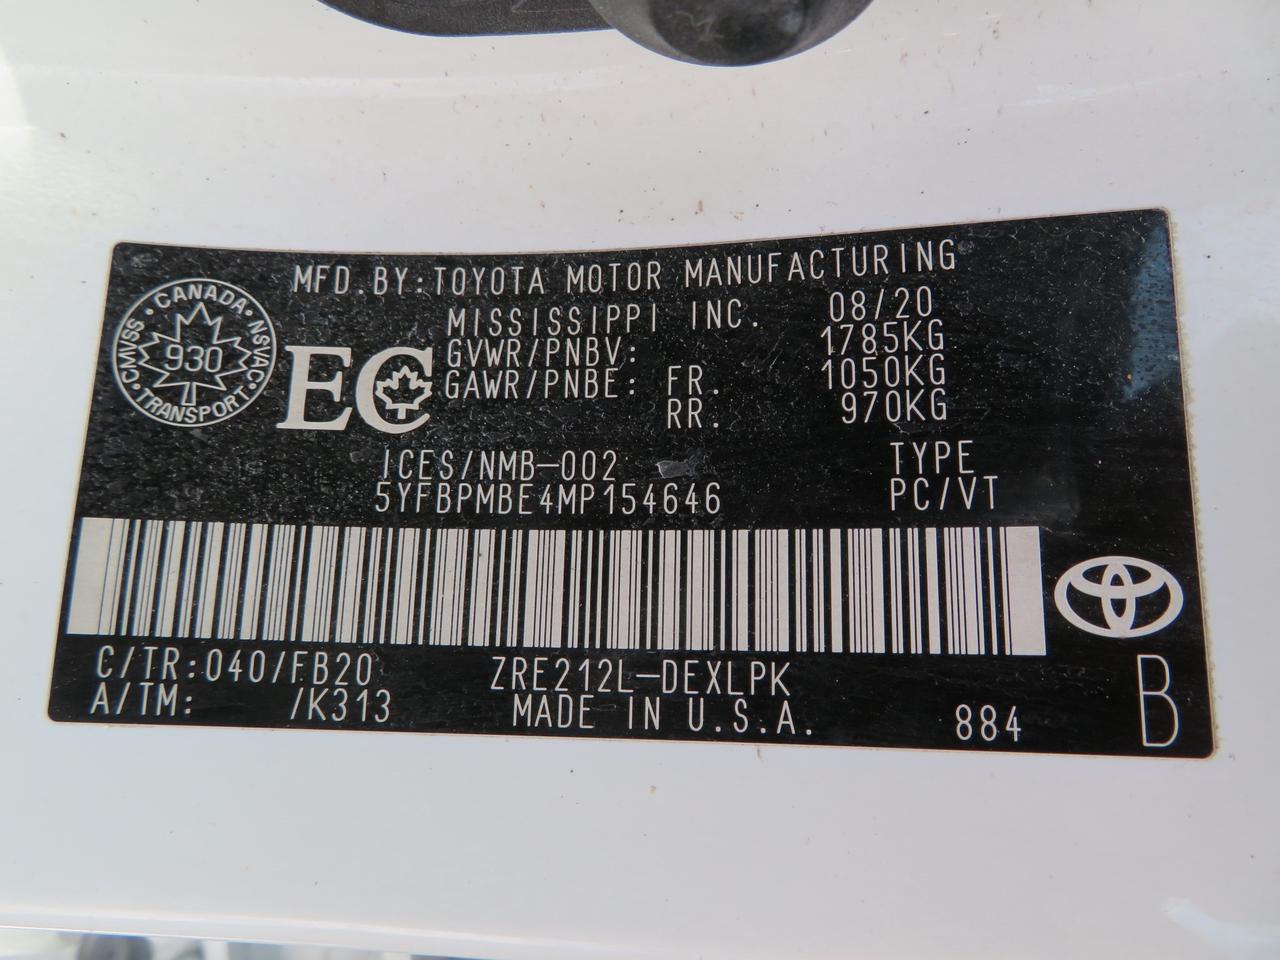 MFD.BY:TOYOTA MOTOR MANUFACTURING
MISSISSIPPI INC. 08/20
GVWR/PNBV: 1785KG
GAWR/PNBE: FR. 1050KG
RR. 970KG
CANADA · NSVAC · TRANSPORT · CMVSS ·
930
EC
ICES/NMB-002 TYPE
5YFBPMBE4MP154646 PC/VT
C/TR:040/FB20 ZRE212L-DEXLPK
A/TM: /K313 MADE IN U.S.A. 884
B